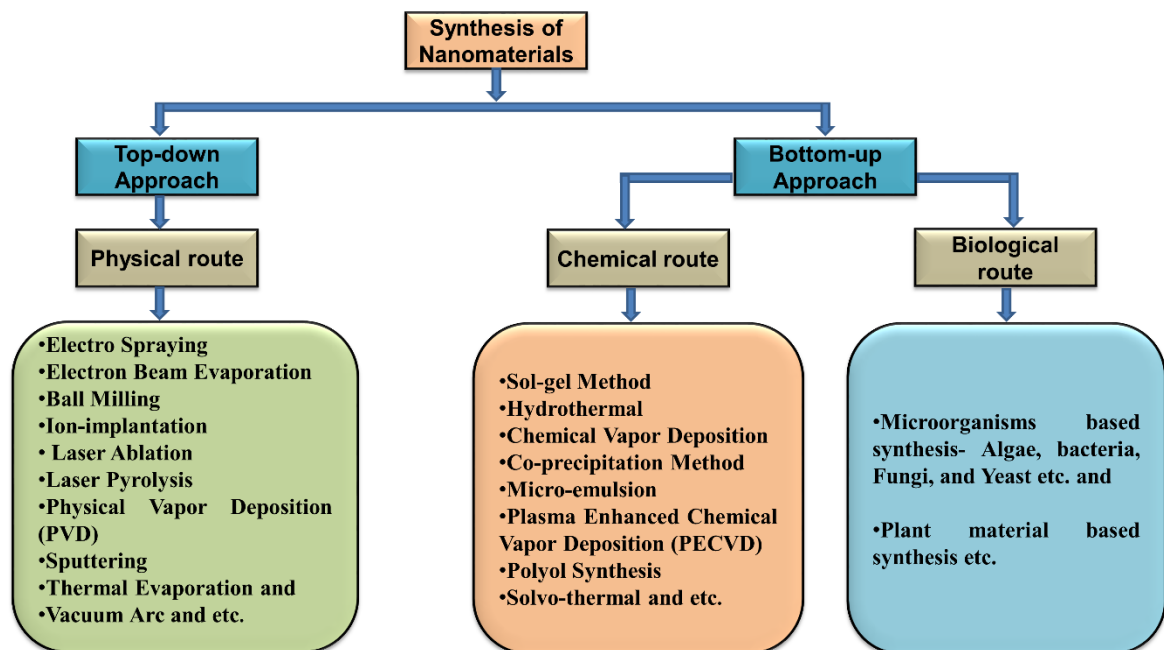 Synthesis of
Nanomaterials
Top-down
Approach
Bottom-up
Approach
Physical route
Chemical route
Biological
route
•Electro Spraying
•Electron Beam Evaporation
•Ball Milling
•Ion-implantation
• Laser Ablation
•Laser Pyrolysis
•Physical Vapor Deposition
(PVD)
•Sputtering
•Thermal Evaporation and
•Vacuum Arc and etc.
•Sol-gel Method
•Hydrothermal
•Chemical Vapor Deposition
•Co-precipitation Method
•Micro-emulsion
•Plasma Enhanced Chemical
Vapor Deposition (PECVD)
•Polyol Synthesis
•Solvo-thermal and etc.
•Microorganisms based
synthesis- Algae, bacteria,
Fungi, and Yeast etc. and
•Plant material based
synthesis etc.